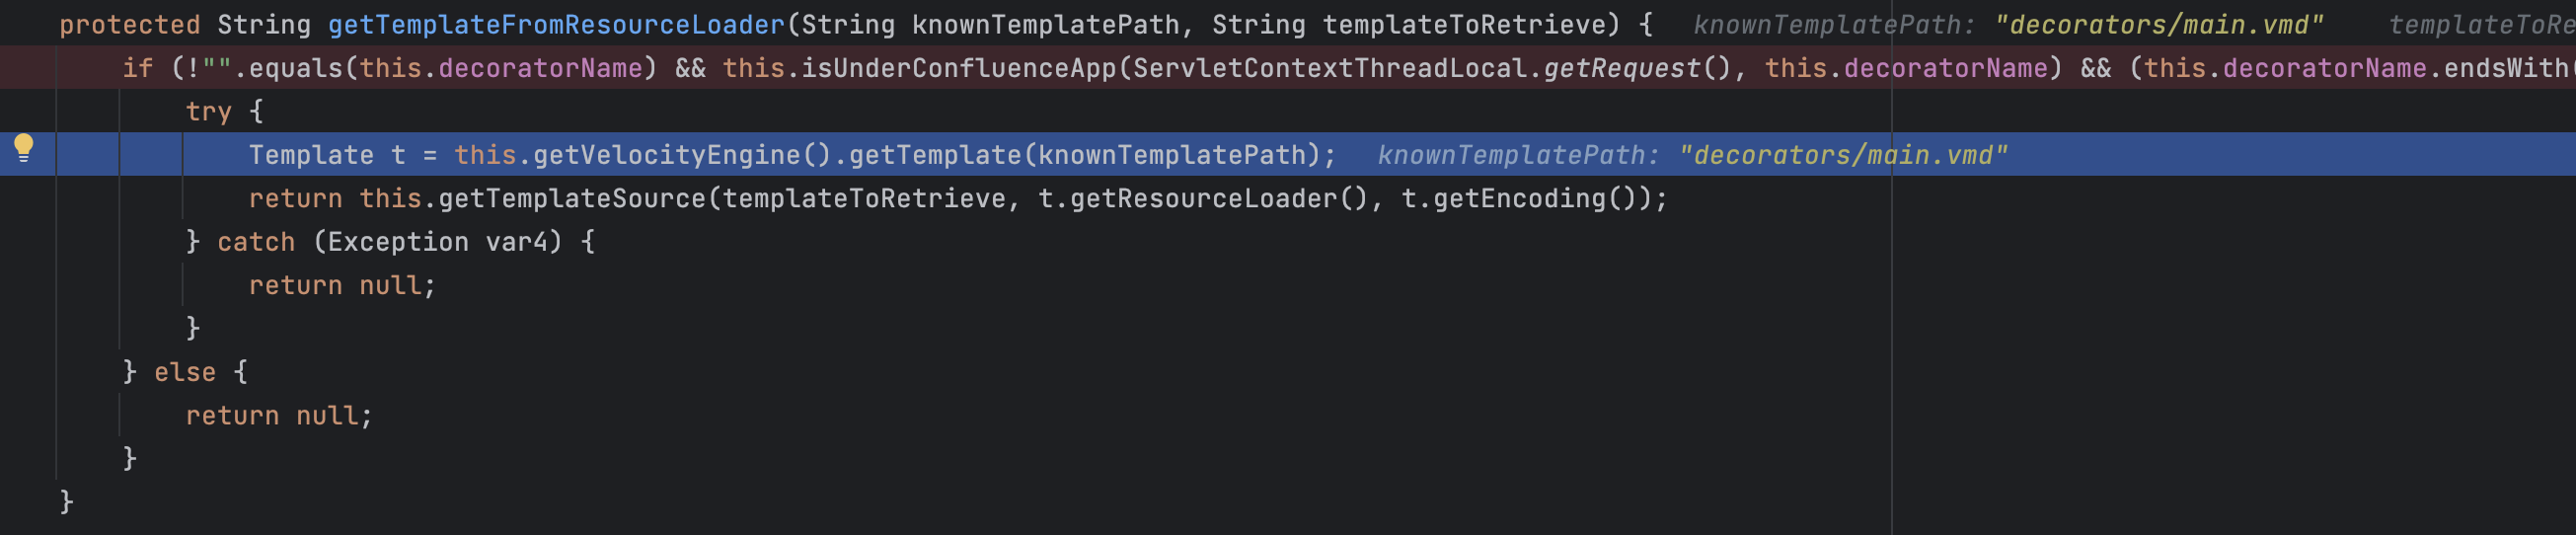 protected String getTemplateFromResourceLoader(String knownTemplatePath, String templateToRetrieve) {   knownTemplatePath: "decorators/main.vmd"    templateToRe
if (!"".equals(this.decoratorName) && this.isUnderConfluenceApp(ServletContextThreadLocal.getRequest(), this.decoratorName) && (this.decoratorName.endsWith(
try {
Template t = this.getVelocityEngine().getTemplate(knownTemplatePath);   knownTemplatePath: "decorators/main.vmd"
return this.getTemplateSource(templateToRetrieve, t.getResourceLoader(), t.getEncoding());
} catch (Exception var4) {
return null;
}
} else {
return null;
}
}